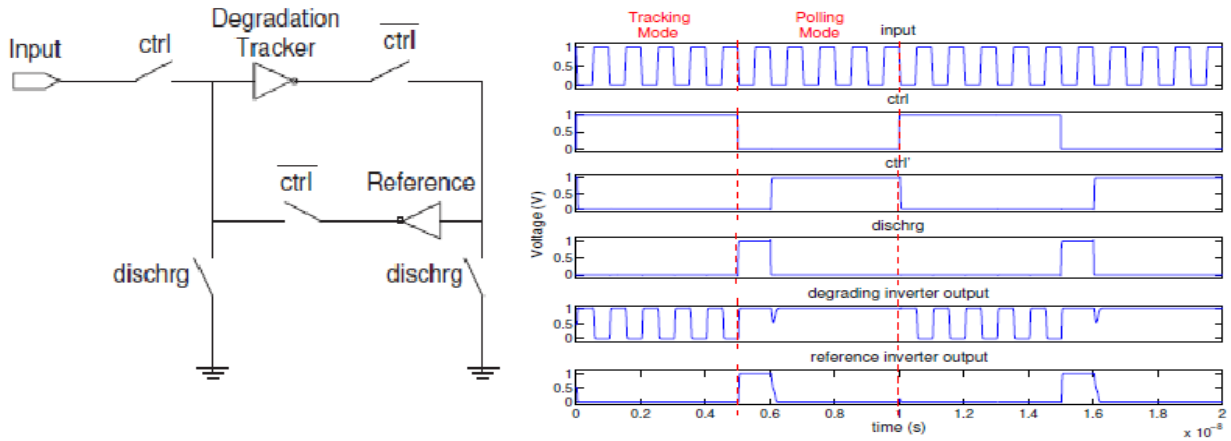 Input
ctrl
Degradation
Tracker
c̅t̅r̅l̅
c̅t̅r̅l̅
Reference
dischrg
dischrg
Tracking
Mode
Polling
Mode
input
1
0.5
0
ctrl
1
0.5
0
ctrl'
1
0.5
0
dischrg
1
0.5
0
degrading inverter output
1
0.5
0
reference inverter output
1
0.5
0
Voltage (V)
0 0.2 0.4 0.6 0.8 1.0 1.2 1.4 1.6 1.8 2
time (s)
x 10⁻⁸